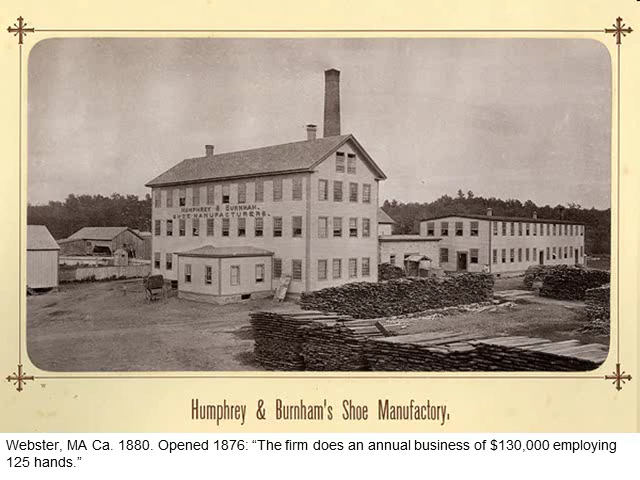 HUMPHREY & BURNHAM.
SHOE MANUFACTURERS.
Humphrey & Burnham's Shoe Manufactory.
Webster, MA Ca. 1880. Opened 1876: “The firm does an annual business of $130,000 employing
125 hands.”